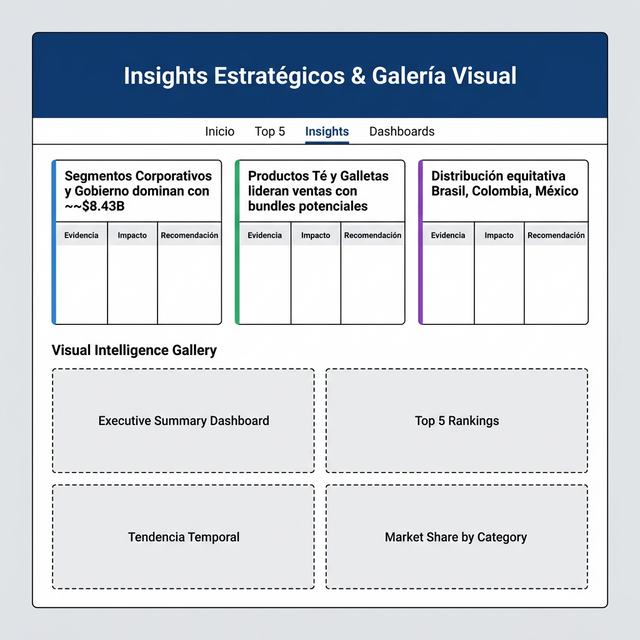 Insights Estratégicos & Galería Visual
Inicio Top 5 Insights Dashboards
Segmentos Corporativos
y Gobierno dominan con
~~$8.43B
Evidencia Impacto Recomendación
Productos Té y Galletas
lideran ventas con
bundles potenciales
Evidencia Impacto Recomendación
Distribución equitativa
Brasil, Colombia, México
Evidencia Impacto Recomendación
Visual Intelligence Gallery
Executive Summary Dashboard
Top 5 Rankings
Tendencia Temporal
Market Share by Category